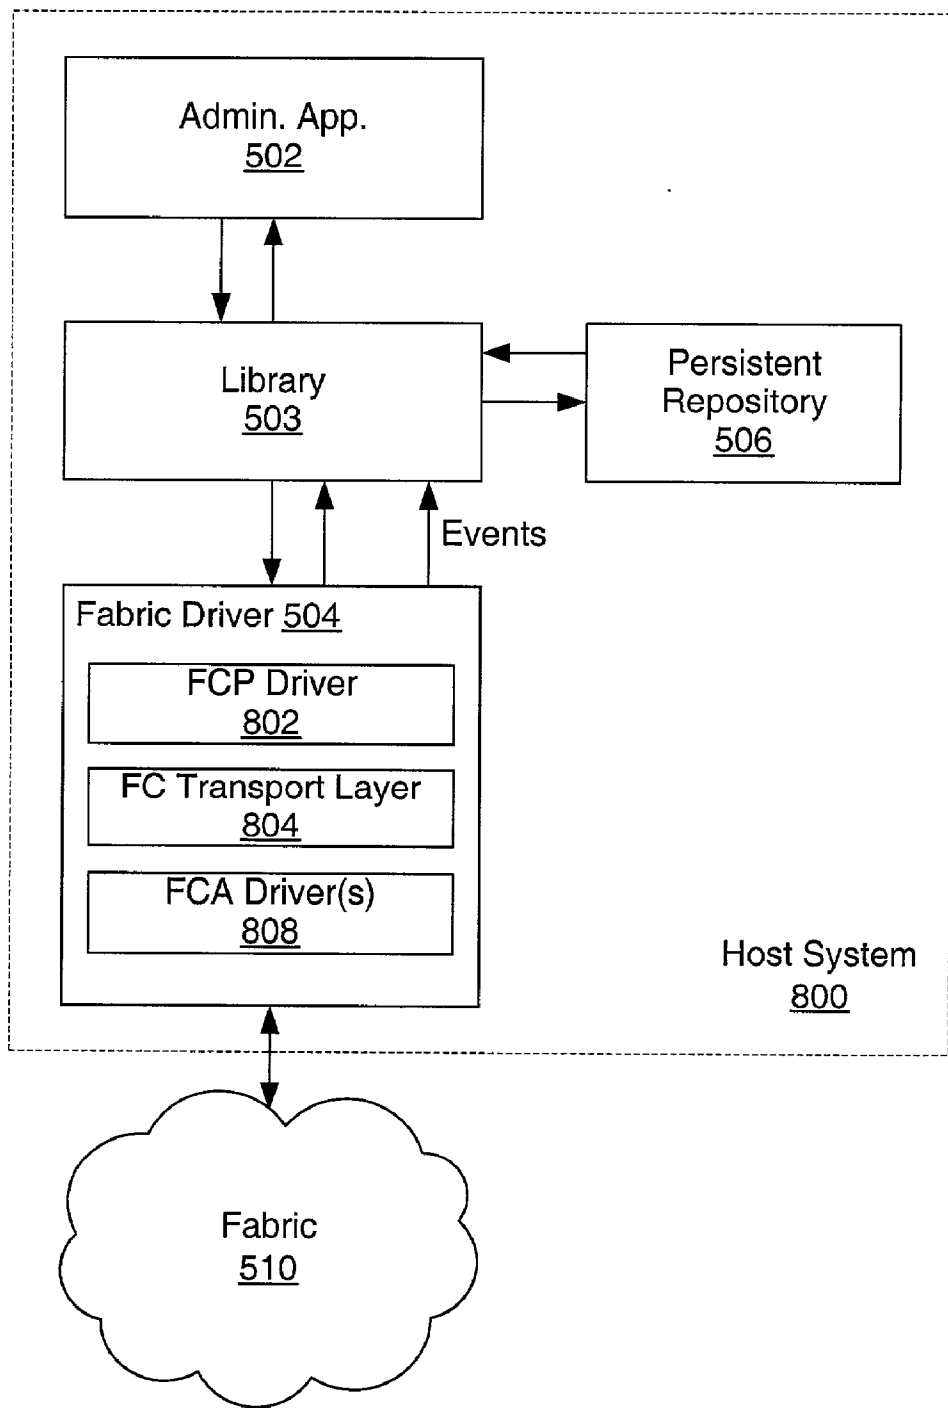 Admin. App.
502
Library
503
Persistent
Repository
506
Events
Fabric Driver 504
FCP Driver
802
FC Transport Layer
804
FCA Driver(s)
808
Host System
800
Fabric
510